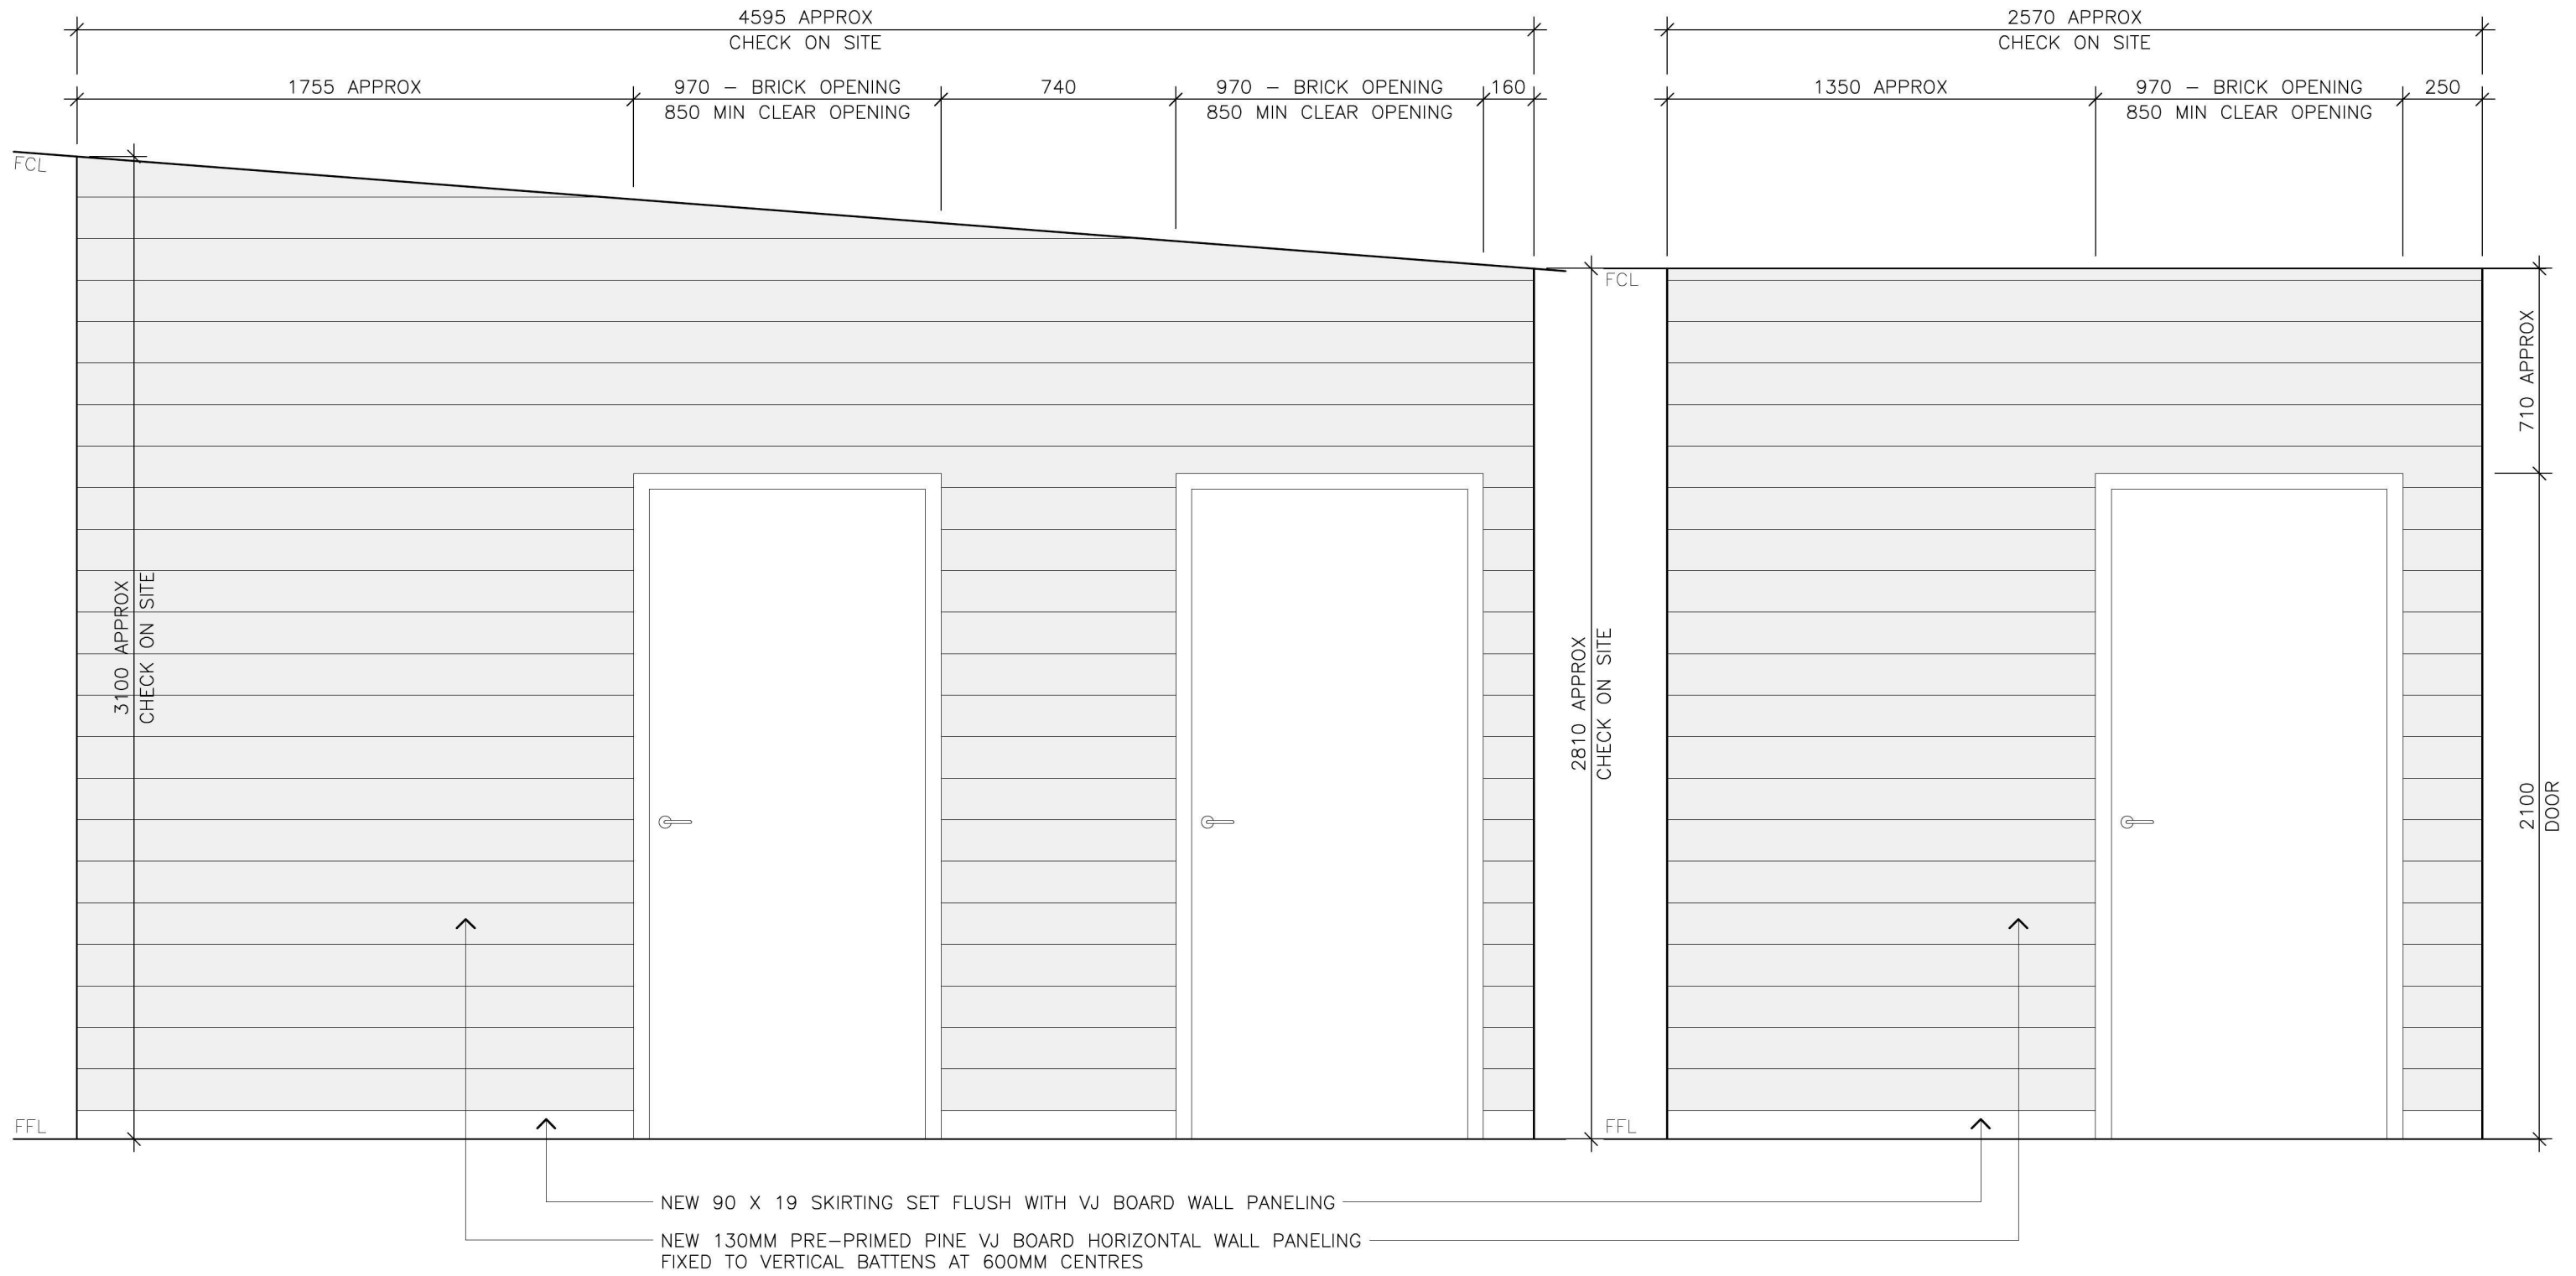 4595 APPROX
CHECK ON SITE
2570 APPROX
CHECK ON SITE
1755 APPROX
970 – BRICK OPENING
850 MIN CLEAR OPENING
740
970 – BRICK OPENING
850 MIN CLEAR OPENING
160
1350 APPROX
970 – BRICK OPENING
850 MIN CLEAR OPENING
250
FCL
FCL
710 APPROX
3100 APPROX
CHECK ON SITE
2810 APPROX
CHECK ON SITE
2100
DOOR
FFL
FFL
NEW 90 X 19 SKIRTING SET FLUSH WITH VJ BOARD WALL PANELING
NEW 130MM PRE–PRIMED PINE VJ BOARD HORIZONTAL WALL PANELING
FIXED TO VERTICAL BATTENS AT 600MM CENTRES